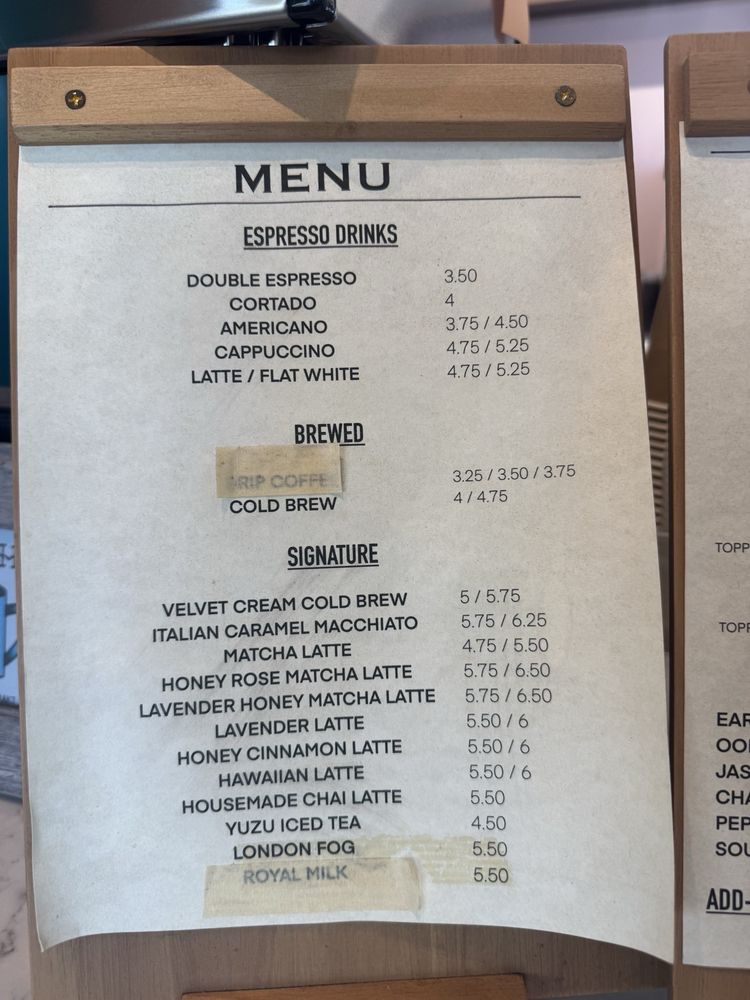 MENU
ESPRESSO DRINKS
DOUBLE ESPRESSO 3.50
CORTADO 4
AMERICANO 3.75 / 4.50
CAPPUCCINO 4.75 / 5.25
LATTE / FLAT WHITE 4.75 / 5.25
BREWED
DRIP COFFE 3.25 / 3.50 / 3.75
COLD BREW 4 / 4.75
SIGNATURE
VELVET CREAM COLD BREW 5 / 5.75
ITALIAN CARAMEL MACCHIATO 5.75 / 6.25
MATCHA LATTE 4.75 / 5.50
HONEY ROSE MATCHA LATTE 5.75 / 6.50
LAVENDER HONEY MATCHA LATTE 5.75 / 6.50
LAVENDER LATTE 5.50 / 6
HONEY CINNAMON LATTE 5.50 / 6
HAWAIIAN LATTE 5.50 / 6
HOUSEMADE CHAI LATTE 5.50
YUZU ICED TEA 4.50
LONDON FOG 5.50
ROYAL MILK 5.50
TOPP
TOPP
EAR
OO
JAS
CHA
PEP
SOU
ADD-